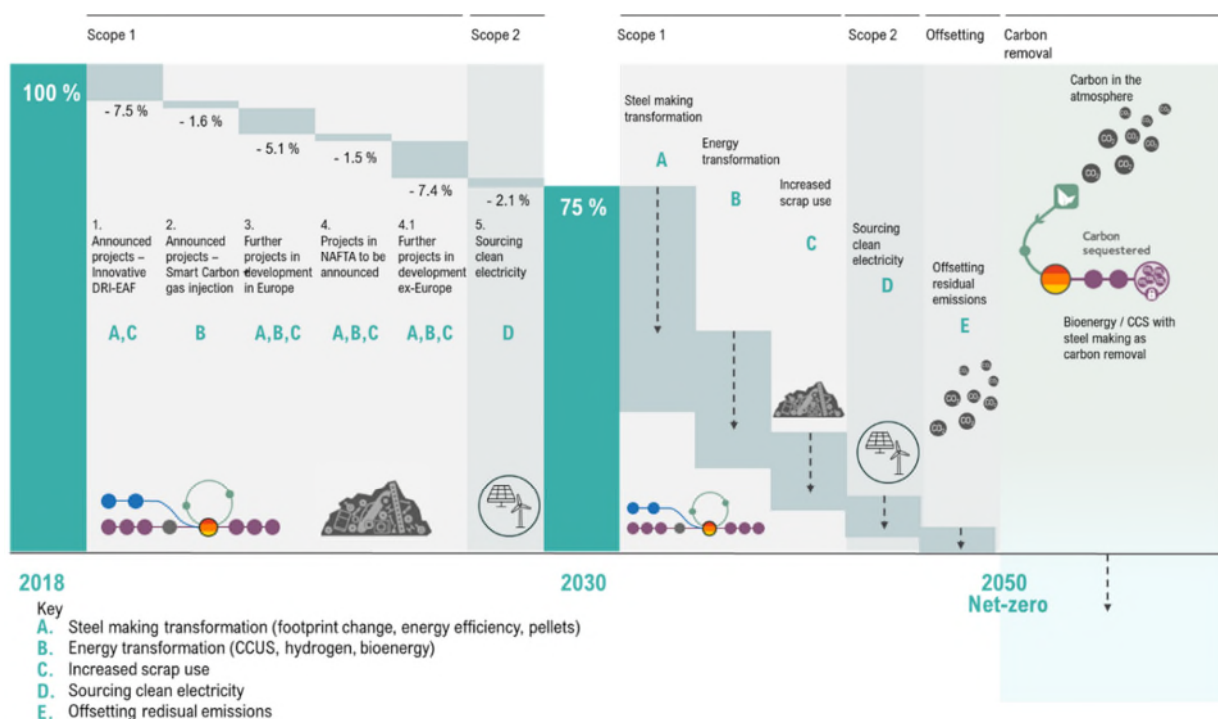 Scope 1
Scope 2
Scope 1
Scope 2
Offsetting
Carbon
removal
100 %
- 7.5 %
- 1.6 %
- 5.1 %
- 1.5 %
- 7.4 %
- 2.1 %
1.
Announced
projects –
Innovative
DRI-EAF
A,C
2.
Announced
projects –
Smart Carbon +
gas injection
B
3.
Further
projects in
development
in Europe
A,B,C
4.
Projects in
NAFTA to be
announced
A,B,C
4.1
Further
projects in
development
ex-Europe
A,B,C
5.
Sourcing
clean
electricity
D
75 %
Steel making
transformation
A
Energy
transformation
B
Increased
scrap use
C
Sourcing
clean
electricity
D
Offsetting
residual
emissions
E
Carbon in the
atmosphere
CO2
Carbon
sequestered
Bioenergy / CCS with
steel making as
carbon removal
2018
2030
2050
Net-zero
Key
A. Steel making transformation (footprint change, energy efficiency, pellets)
B. Energy transformation (CCUS, hydrogen, bioenergy)
C. Increased scrap use
D. Sourcing clean electricity
E. Offsetting redisual emissions